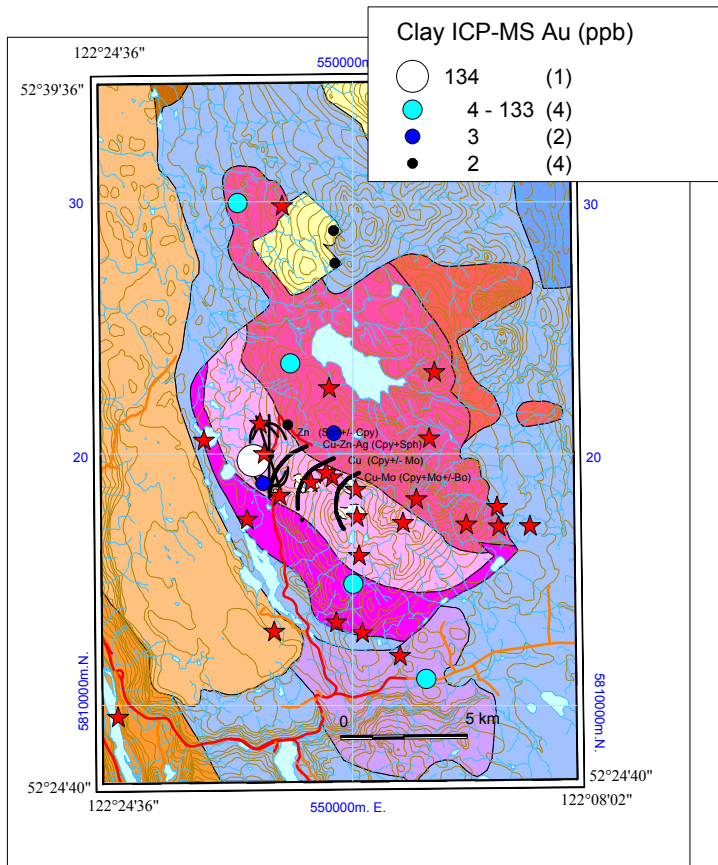 Clay ICP-MS Au (ppb)
134 (1)
4 - 133 (4)
3 (2)
2 (4)
122°24'36"
550000m
52°39'36"
30 30
Zn (Sph+/- Cpy)
Cu-Zn-Ag (Cpy+Sph)
20 20
Cu (Cpy+/- Mo)
Cu-Mo (Cpy+Mo+/-Bo)
5810000m.N.
5810000m.N.
0 5 km
52°24'40" 52°24'40"
122°24'36" 550000m. E. 122°08'02"